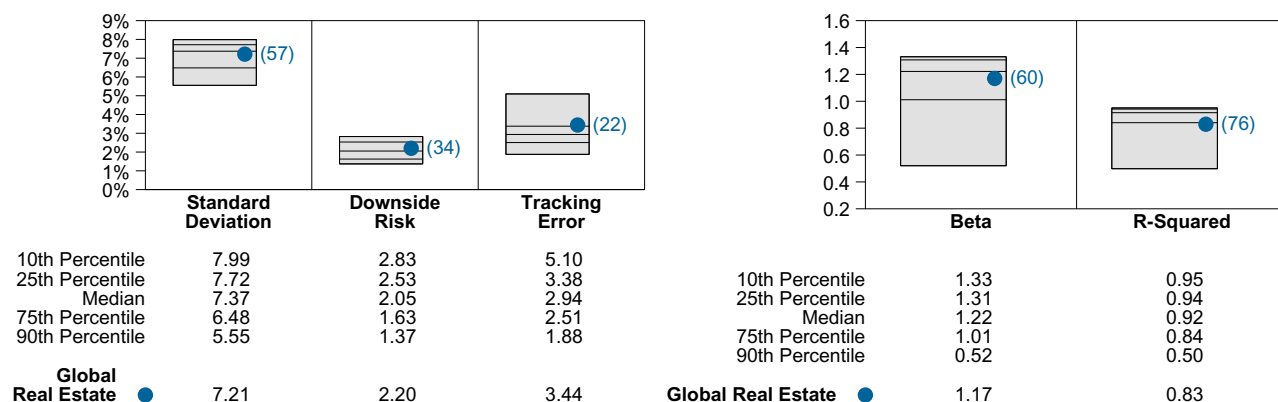 9%
8%
7%
6%
5%
4%
3%
2%
1%
0%
(57)
(34)
(22)
Standard Deviation
Downside Risk
Tracking Error
10th Percentile 7.99 2.83 5.10
25th Percentile 7.72 2.53 3.38
Median 7.37 2.05 2.94
75th Percentile 6.48 1.63 2.51
90th Percentile 5.55 1.37 1.88
Global
Real Estate 7.21 2.20 3.44
1.6
1.4
1.2
1.0
0.8
0.6
0.4
0.2
(60)
(76)
Beta R-Squared
10th Percentile 1.33 0.95
25th Percentile 1.31 0.94
Median 1.22 0.92
75th Percentile 1.01 0.84
90th Percentile 0.52 0.50
Global Real Estate 1.17 0.83